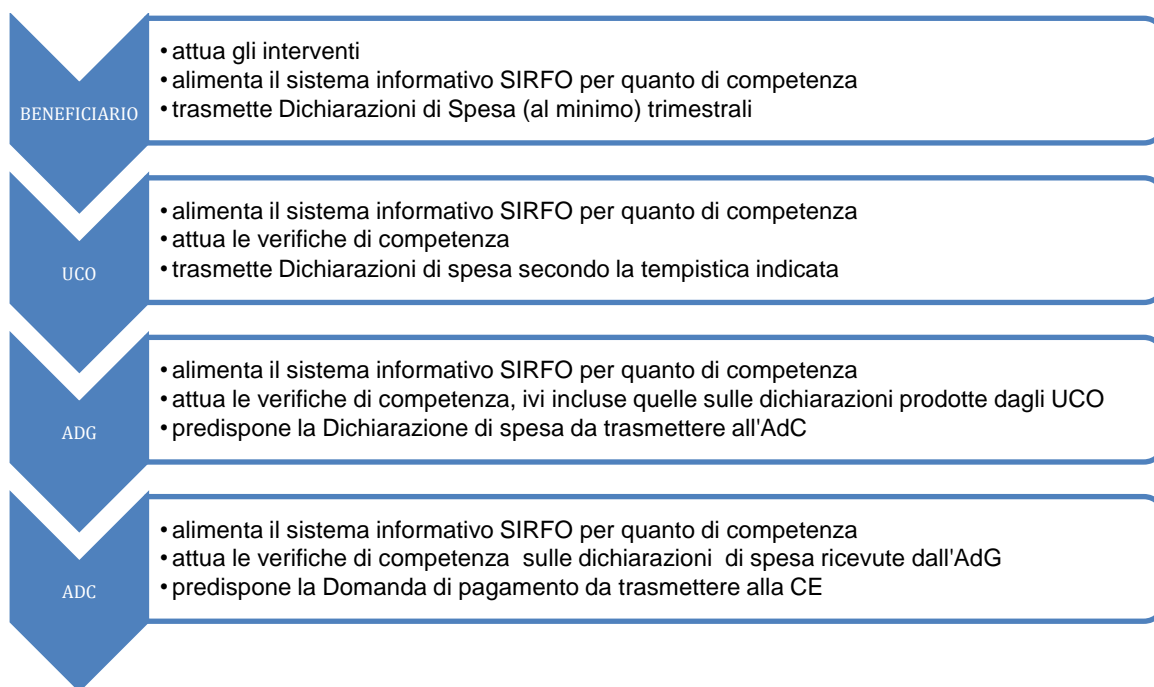 BENEFICIARIO
•attua gli interventi
•alimenta il sistema informativo SIRFO per quanto di competenza
•trasmette Dichiarazioni di Spesa (al minimo) trimestrali
UCO
•alimenta il sistema informativo SIRFO per quanto di competenza
•attua le verifiche di competenza
•trasmette Dichiarazioni di spesa secondo la tempistica indicata
ADG
•alimenta il sistema informativo SIRFO per quanto di competenza
•attua le verifiche di competenza, ivi incluse quelle sulle dichiarazioni prodotte dagli UCO
•predispone la Dichiarazione di spesa da trasmettere all'AdC
ADC
•alimenta il sistema informativo SIRFO per quanto di competenza
•attua le verifiche di competenza sulle dichiarazioni di spesa ricevute dall'AdG
•predispone la Domanda di pagamento da trasmettere alla CE